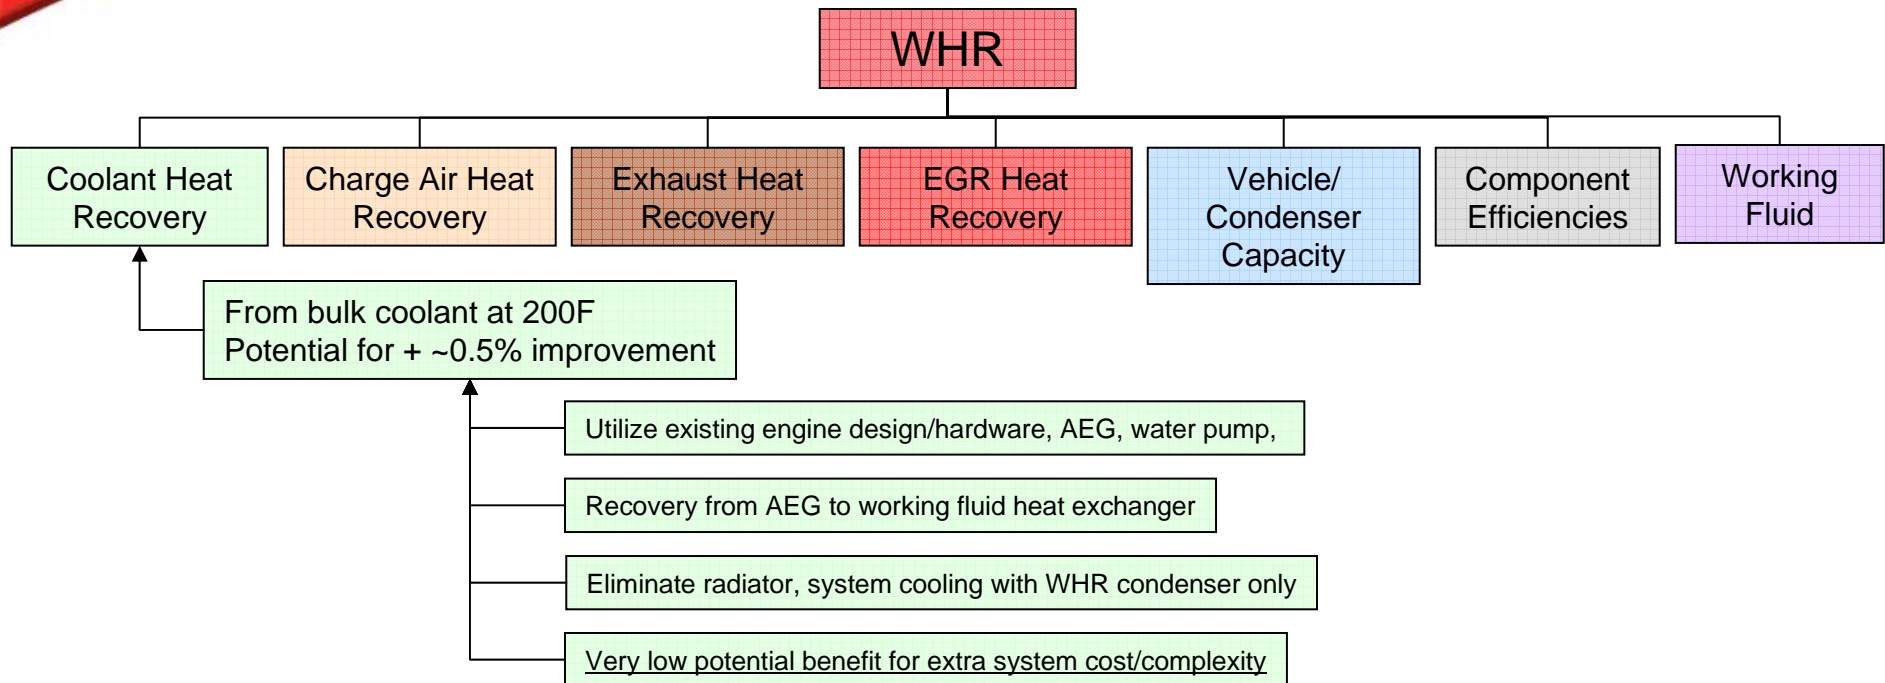 WHR
Coolant Heat
Recovery
Charge Air Heat
Recovery
Exhaust Heat
Recovery
EGR Heat
Recovery
Vehicle/
Condenser
Capacity
Component
Efficiencies
Working
Fluid
From bulk coolant at 200F
Potential for + ~0.5% improvement
Utilize existing engine design/hardware, AEG, water pump,
Recovery from AEG to working fluid heat exchanger
Eliminate radiator, system cooling with WHR condenser only
Very low potential benefit for extra system cost/complexity